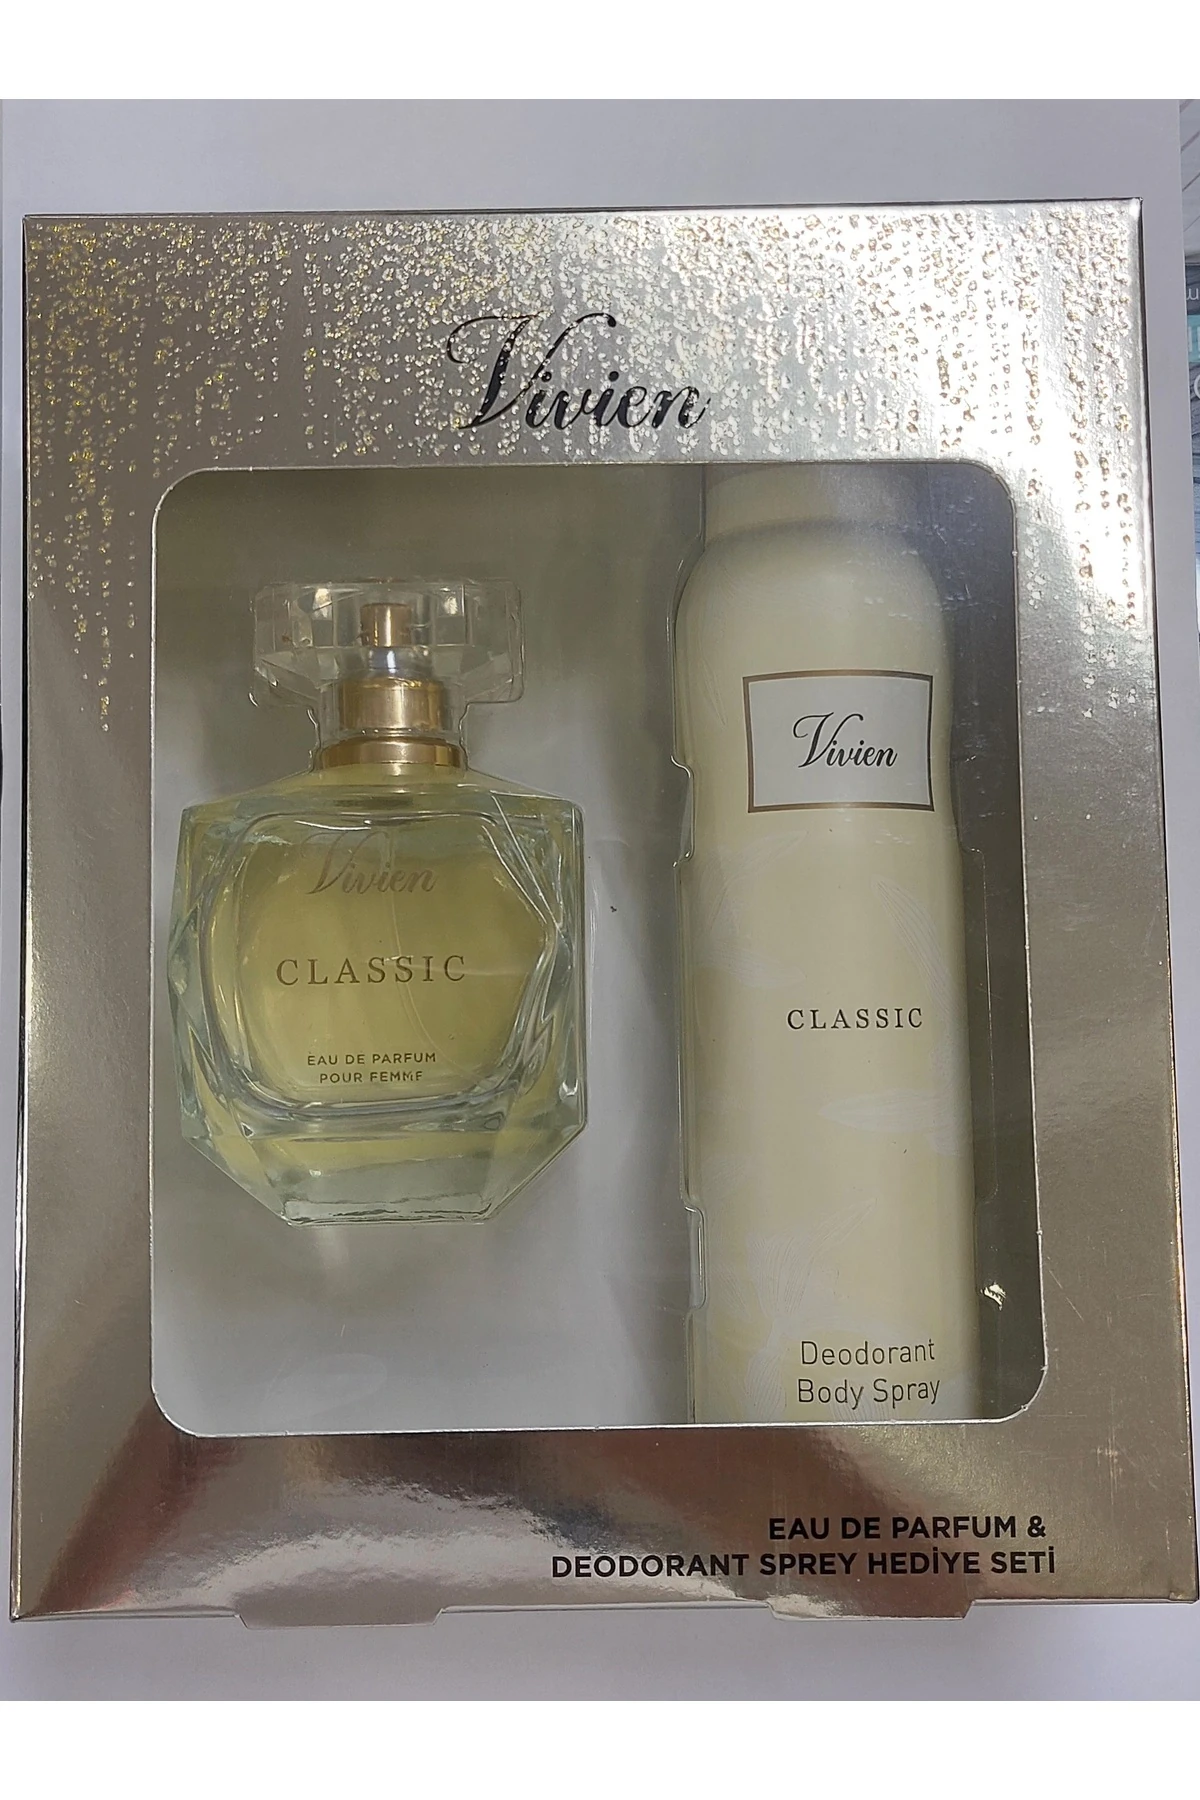 Vivien
Vivien
CLASSIC
EAU DE PARFUM
POUR FEMME
Vivien
CLASSIC
Deodorant
Body Spray
EAU DE PARFUM &
DEODORANT SPREY HEDİYE SETİ